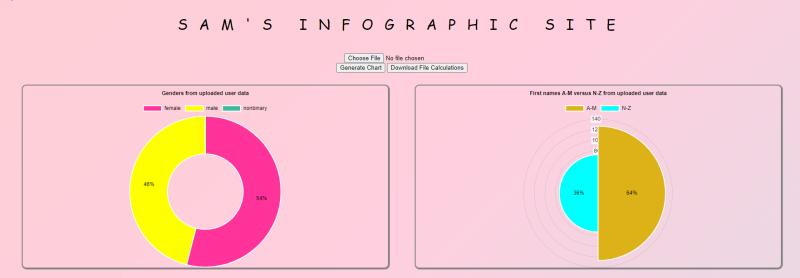 SAM'S INFOGRAPHIC SITE
Choose File No file chosen
Generate Chart Download File Calculations
Genders from uploaded user data
female male nonbinary
46%
54%
First names A-M versus N-Z from uploaded user data
A-M N-Z
140
12
10
8
36%
64%